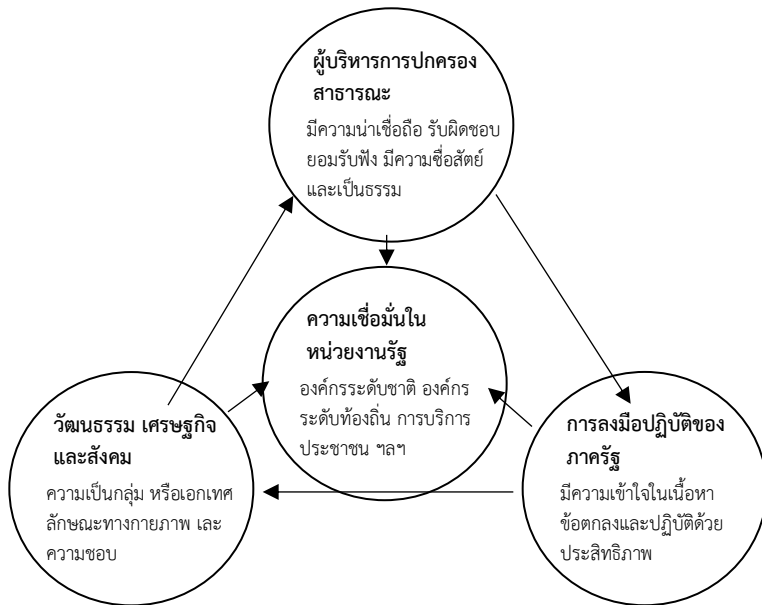 ผู้บริหารการปกครอง
สาธารณะ
มีความน่าเชื่อถือ รับผิดชอบ
ยอมรับฟัง มีความซื่อสัตย์
และเป็นธรรม
ความเชื่อมั่นใน
หน่วยงานรัฐ
องค์กรระดับชาติ องค์กร
ระดับท้องถิ่น การบริการ
ประชาชน ฯลฯ
วัฒนธรรม เศรษฐกิจ
และสังคม
ความเป็นกลุ่ม หรือเอกเทศ
ลักษณะทางกายภาพ และ
ความชอบ
การลงมือปฏิบัติของ
ภาครัฐ
มีความเข้าใจในเนื้อหา
ข้อตกลงและปฏิบัติด้วย
ประสิทธิภาพ